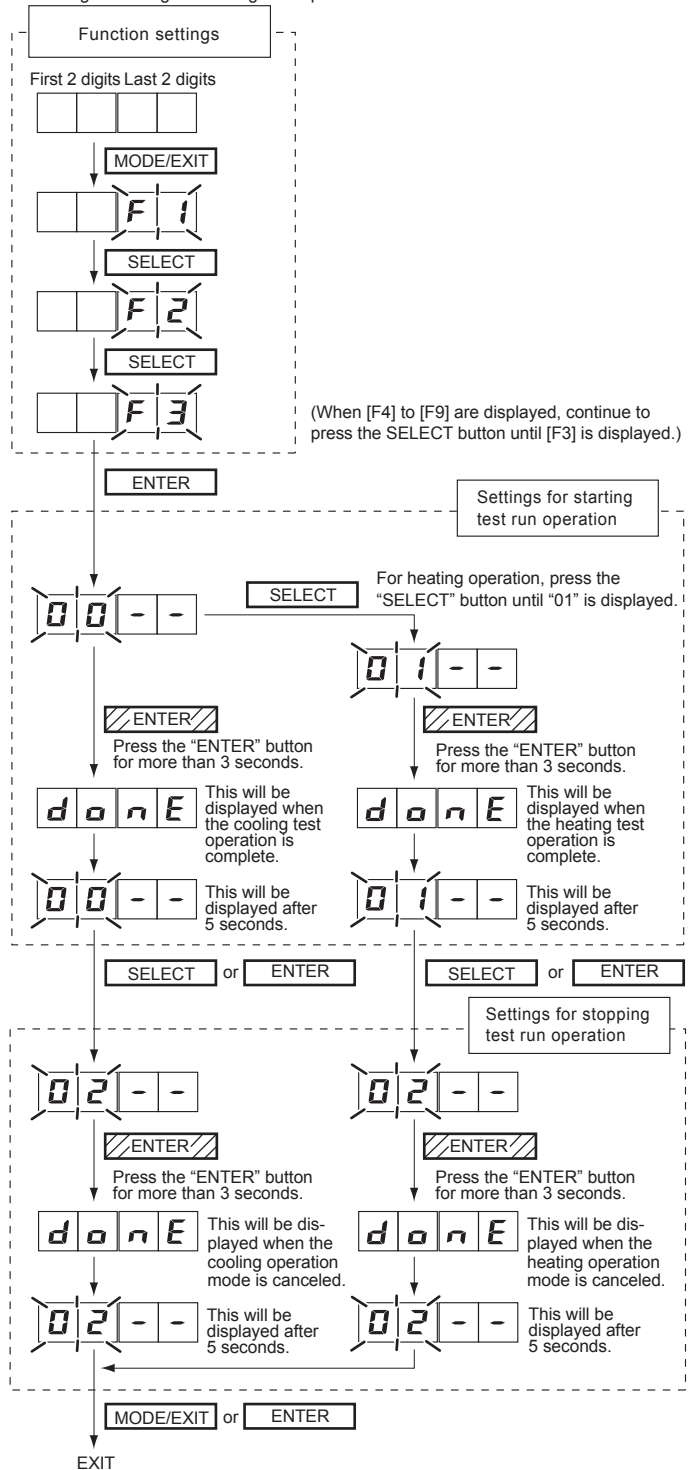 Function settings
First 2 digits Last 2 digits
MODE/EXIT
F 1
SELECT
F 2
SELECT
F 3
(When [F4] to [F9] are displayed, continue to
press the SELECT button until [F3] is displayed.)
ENTER
Settings for starting
test run operation
0 0 - -
SELECT
For heating operation, press the
“SELECT” button until “01” is displayed.
0 1 - -
ENTER
Press the “ENTER” button
for more than 3 seconds.
d o n E
This will be
displayed when
the cooling test
operation is
complete.
0 0 - -
This will be
displayed after
5 seconds.
ENTER
Press the “ENTER” button
for more than 3 seconds.
d o n E
This will be
displayed when
the heating test
operation is
complete.
0 1 - -
This will be
displayed after
5 seconds.
SELECT or ENTER
SELECT or ENTER
Settings for stopping
test run operation
0 2 - -
ENTER
Press the “ENTER” button
for more than 3 seconds.
d o n E
This will be dis-
played when the
cooling operation
mode is canceled.
0 2 - -
This will be
displayed after
5 seconds.
0 2 - -
ENTER
Press the “ENTER” button
for more than 3 seconds.
d o n E
This will be dis-
played when the
heating operation
mode is canceled.
0 2 - -
This will be
displayed after
5 seconds.
MODE/EXIT or ENTER
EXIT